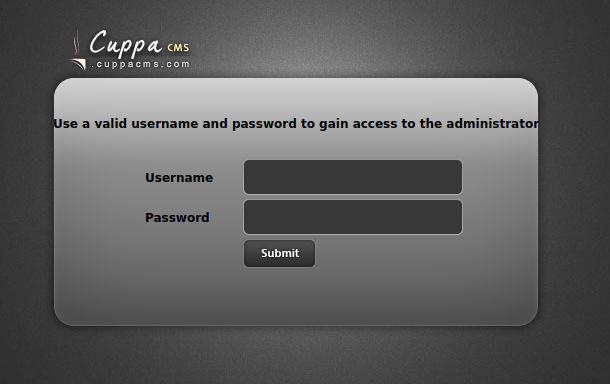 Cuppa CMS
.cuppacms.com
Use a valid username and password to gain access to the administrator
Username
Password
Submit